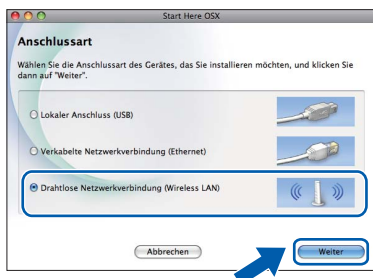 Start Here OSX
Anschlussart
Wählen Sie die Anschlussart des Gerätes, das Sie installieren möchten, und klicken Sie
dann auf "Weiter".
Lokaler Anschluss (USB)
Verkabelte Netzwerkverbindung (Ethernet)
Drahtlose Netzwerkverbindung (Wireless LAN)
Abbrechen
Weiter